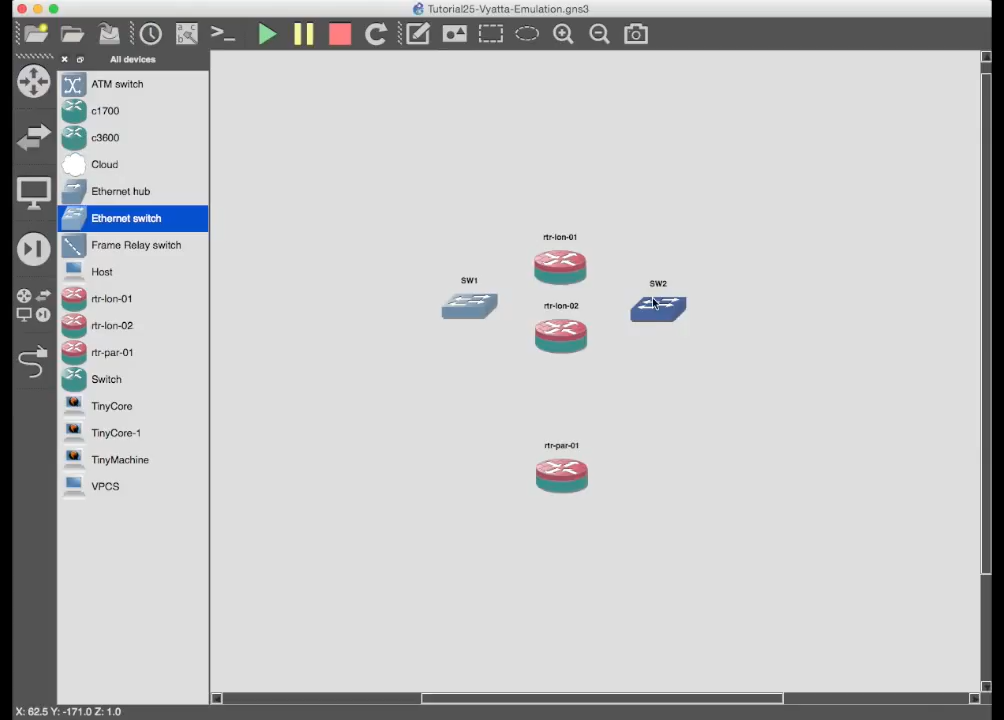 Tutorial25-Vyatta-Emulation.gns3
All devices
ATM switch
c1700
c3600
Cloud
Ethernet hub
Ethernet switch
Frame Relay switch
Host
rtr-lon-01
rtr-lon-02
rtr-par-01
Switch
TinyCore
TinyCore-1
TinyMachine
VPCS
rtr-lon-01
SW1
SW2
rtr-lon-02
rtr-par-01
X: 62.5 Y: -171.0 Z: 1.0